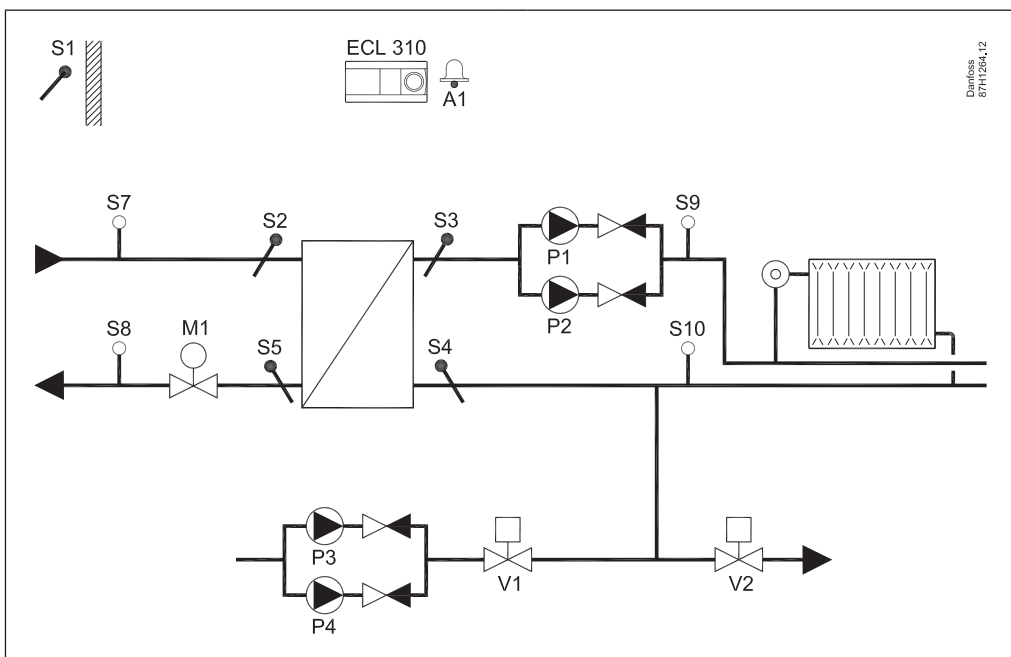 S1
ECL 310
A1
Danfoss
87H1264.12
S7
S2
S3
P1
S9
P2
S8
M1
S5
S4
S10
P3
V1
V2
P4